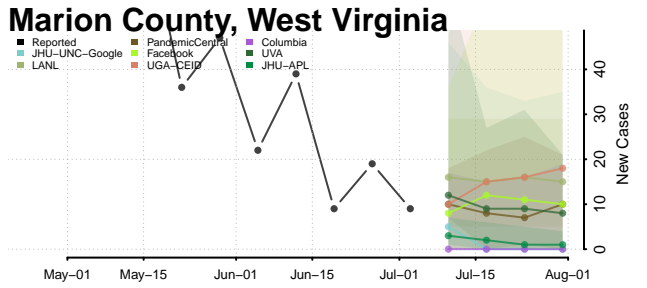 Marion County, West Virginia
Reported PandemicCentral Columbia
JHU−UNC−Google Facebook UVA
LANL UGA−CEID JHU−APL
40
30
20
10
0
New Cases
May−01 May−15 Jun−01 Jun−15 Jul−01 Jul−15 Aug−01